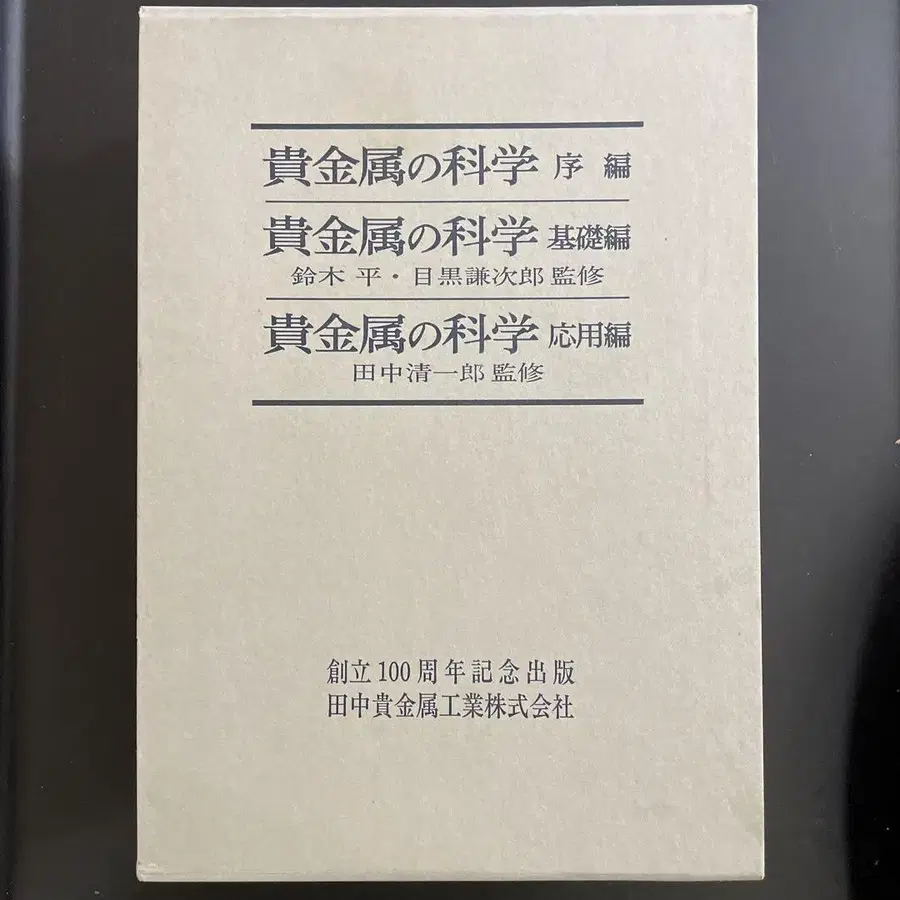 貴金属の科学 序編
貴金属の科学 基礎編
鈴木 平・目黒謙次郎 監修
貴金属の科学 応用編
田中清一郎 監修
創立100周年記念出版
田中貴金属工業株式会社